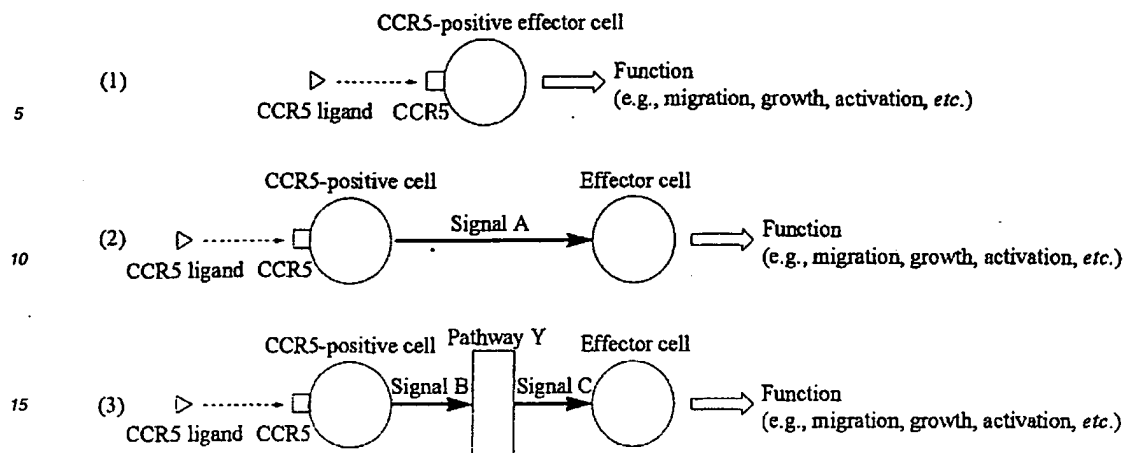 CCR5-positive effector cell
(1)
Function
(e.g., migration, growth, activation, etc.)
5
CCR5 ligand CCR5
CCR5-positive cell Effector cell
Signal A
(2)
Function
(e.g., migration, growth, activation, etc.)
10
CCR5 ligand CCR5
Pathway Y
CCR5-positive cell Effector cell
Signal B Signal C
15
(3)
Function
(e.g., migration, growth, activation, etc.)
CCR5 ligand CCR5